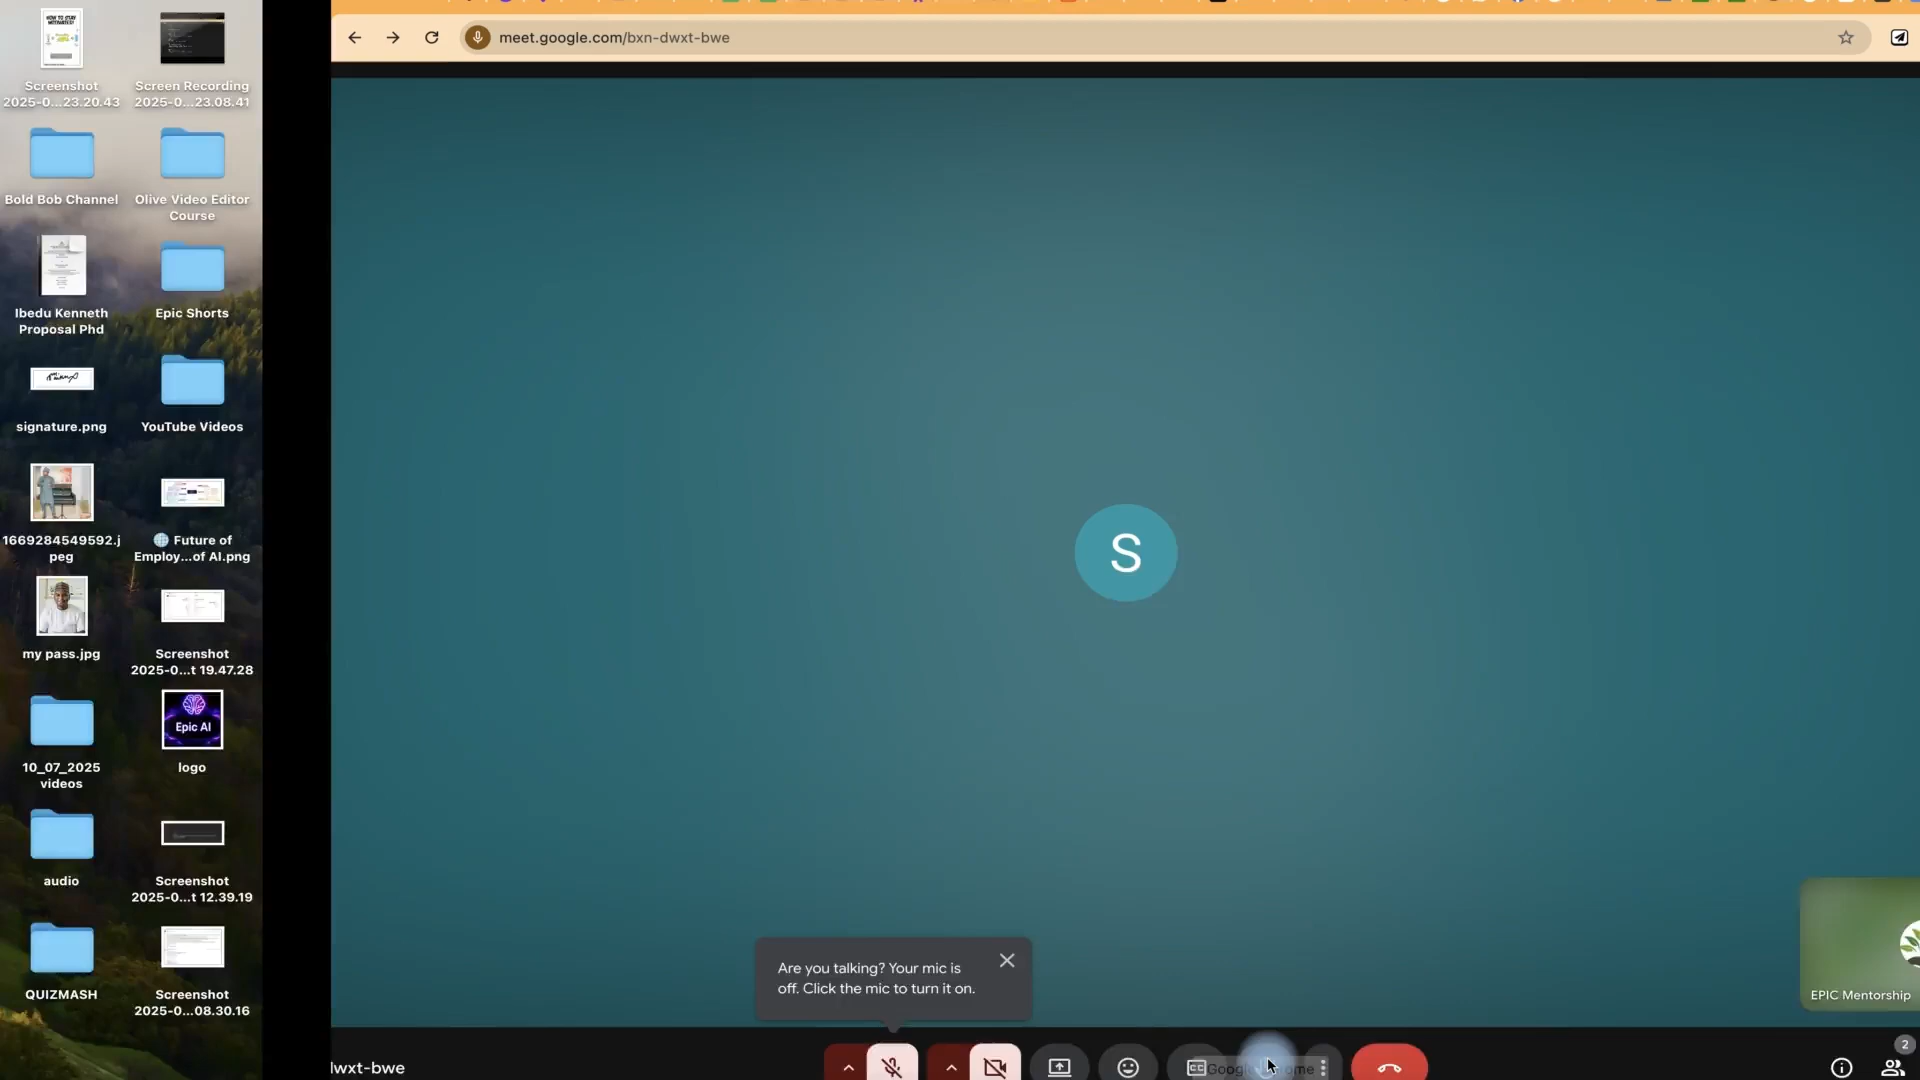 meet.google.com/bxn-dwxt-bwe
Screenshot
2025-0...23.20.43
Screen Recording
2025-0...23.08.41
Bold Bob Channel
Olive Video Editor
Course
Ibedu Kenneth
Proposal Phd
Epic Shorts
signature.png
YouTube Videos
1669284549592.j
peg
Future of
Employ...of AI.png
my pass.jpg
Screenshot
2025-0...t 19.47.28
Epic AI
10_07_2025
videos
logo
audio
Screenshot
2025-0...t 12.39.19
QUIZMASH
Screenshot
2025-0...08.30.16
S
Are you talking? Your mic is
off. Click the mic to turn it on.
EPIC Mentorship
lwxt-bwe
CC
2